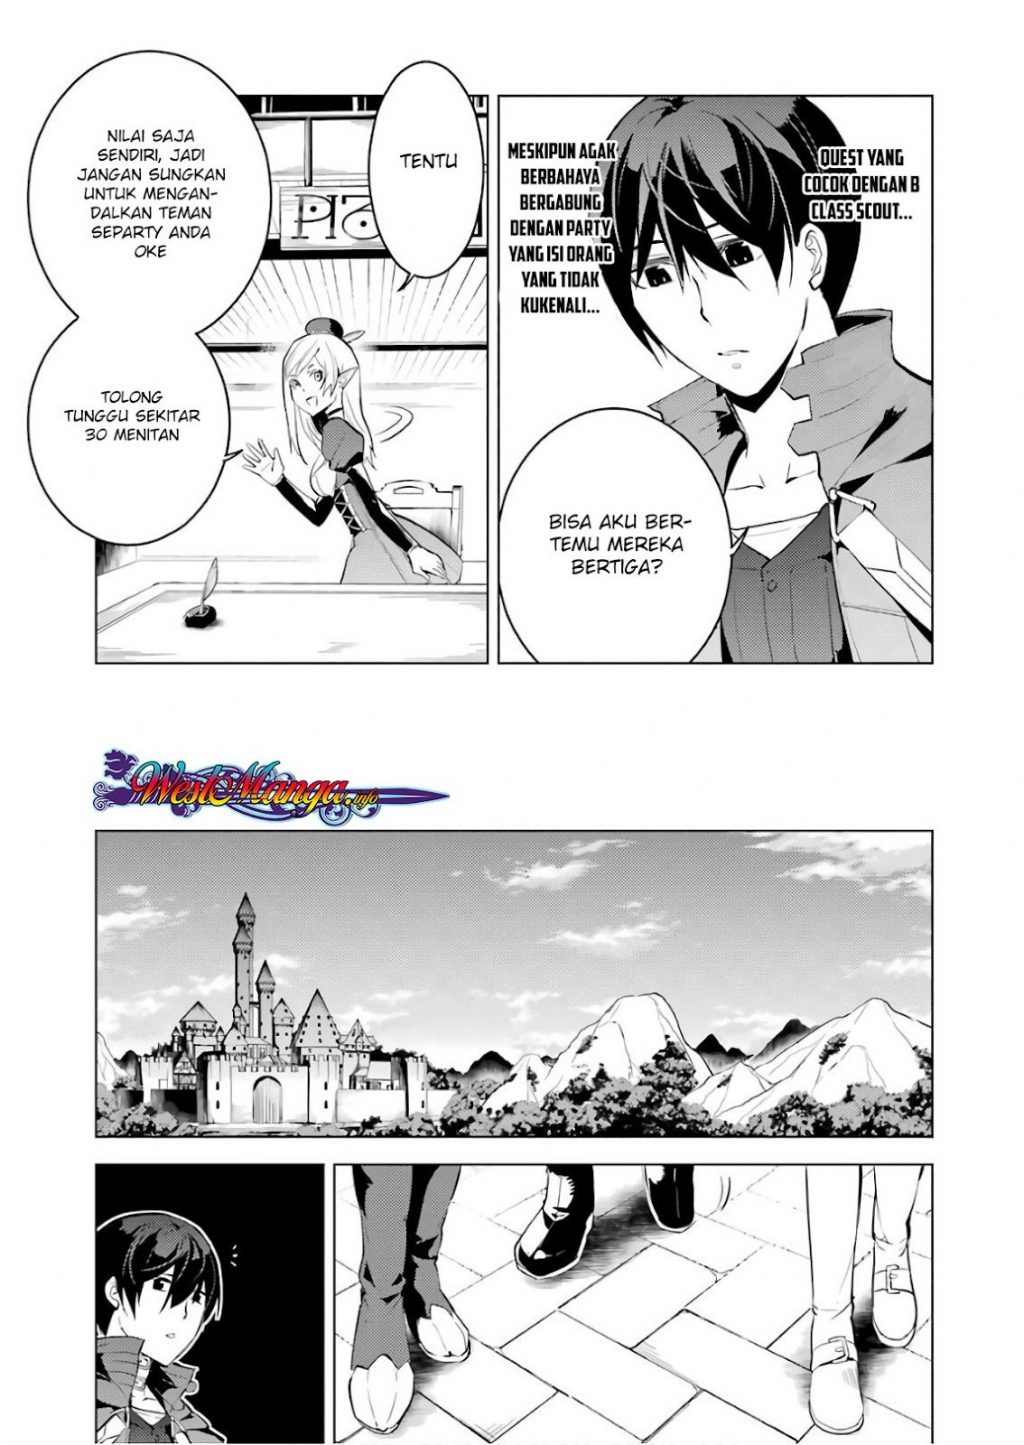 QUEST YANG
COCOK DENGAN B
CLASS SCOUT...
MESKIPUN AGAK
BERBAHAYA
BERGABUNG
DENGAN PARTY
YANG ISI ORANG
YANG TIDAK
KUKENALI...
BISA AKU BER-
TEMU MEREKA
BERTIGA?
TENTU
NILAI SAJA
SENDIRI, JADI
JANGAN SUNGKAN
UNTUK MENGAN-
DALKAN TEMAN
SEPARTY ANDA
OKE
TOLONG
TUNGGU SEKITAR
30 MENITAN
WestManga.info